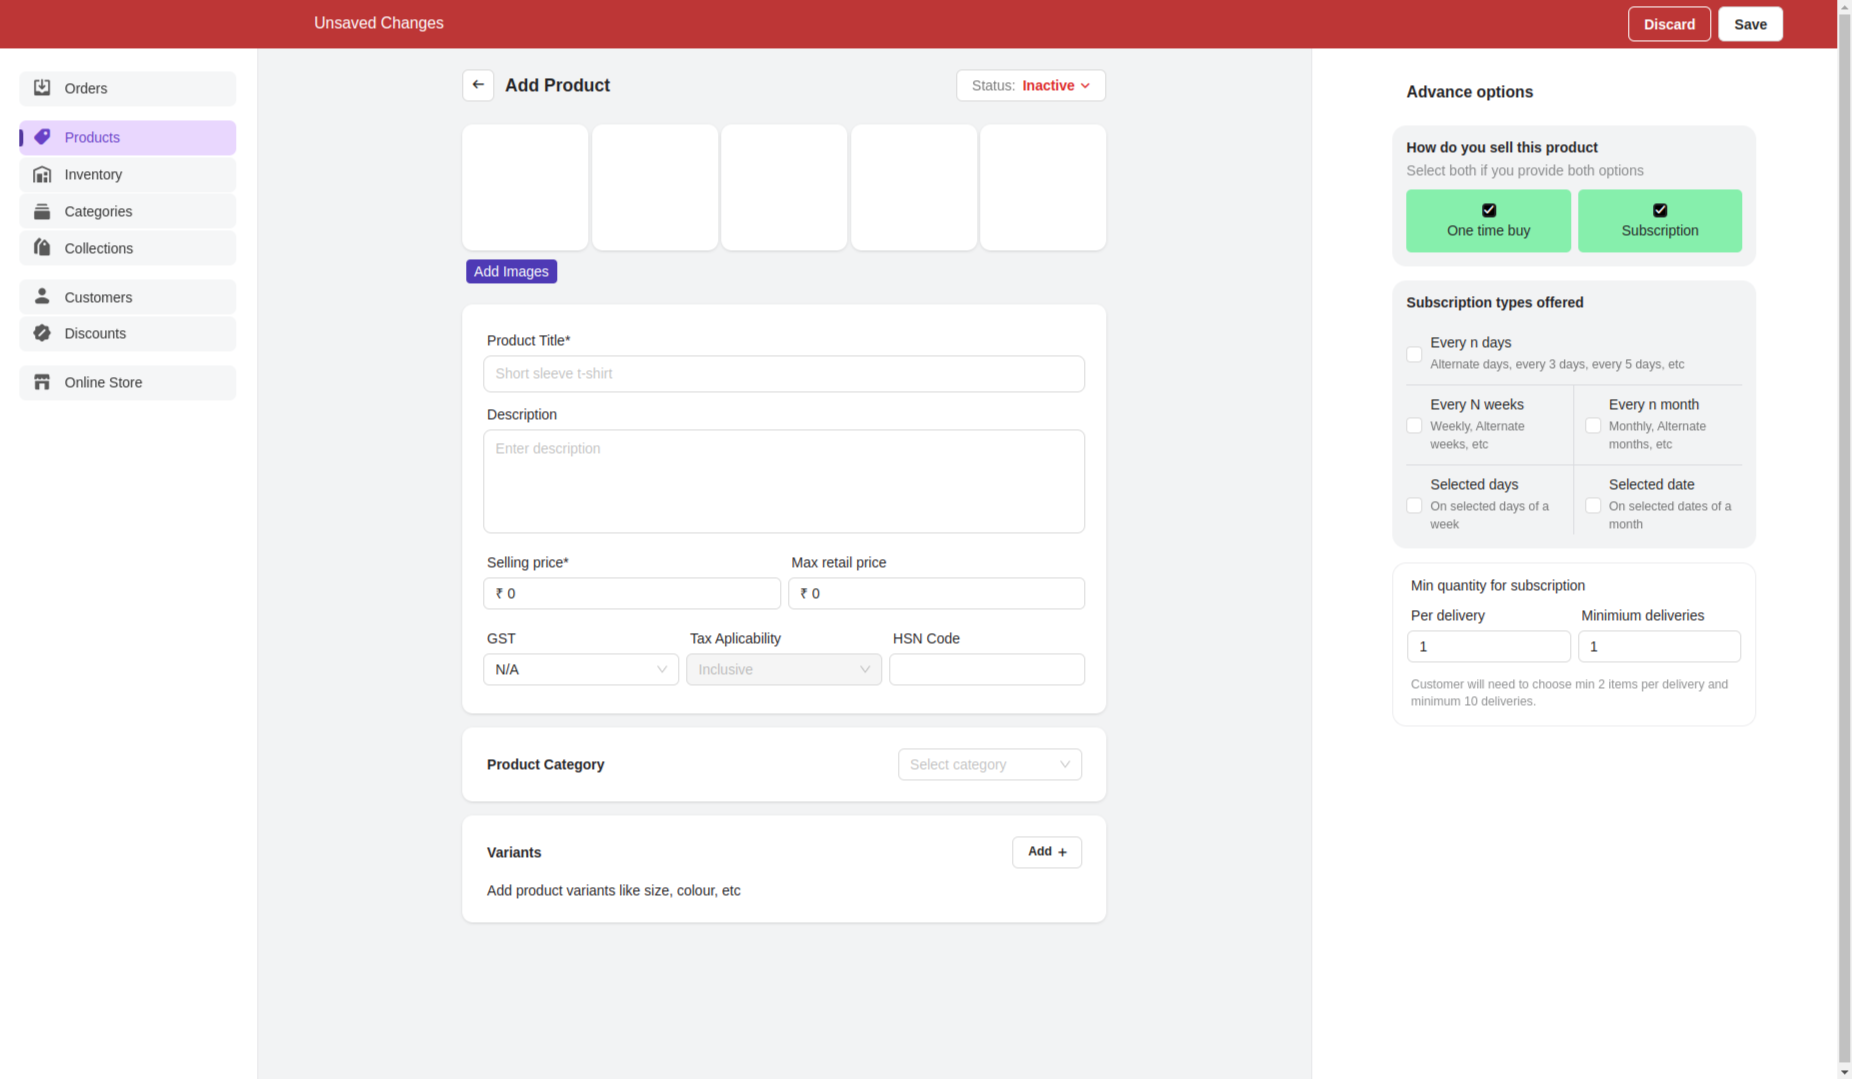 Unsaved Changes
Discard
Save
Orders
Products
Inventory
Categories
Collections
Customers
Discounts
Online Store
Add Product
Status: Inactive
Add Images
Product Title*
Short sleeve t-shirt
Description
Enter description
Selling price*
Max retail price
₹ 0
₹ 0
GST
Tax Aplicability
HSN Code
N/A
Inclusive
Product Category
Select category
Variants
Add +
Add product variants like size, colour, etc
Advance options
How do you sell this product
Select both if you provide both options
One time buy
Subscription
Subscription types offered
Every n days
Alternate days, every 3 days, every 5 days, etc
Every N weeks
Weekly, Alternate
weeks, etc
Every n month
Monthly, Alternate
months, etc
Selected days
On selected days of a
week
Selected date
On selected dates of a
month
Min quantity for subscription
Per delivery
Minimium deliveries
1
1
Customer will need to choose min 2 items per delivery and
minimum 10 deliveries.